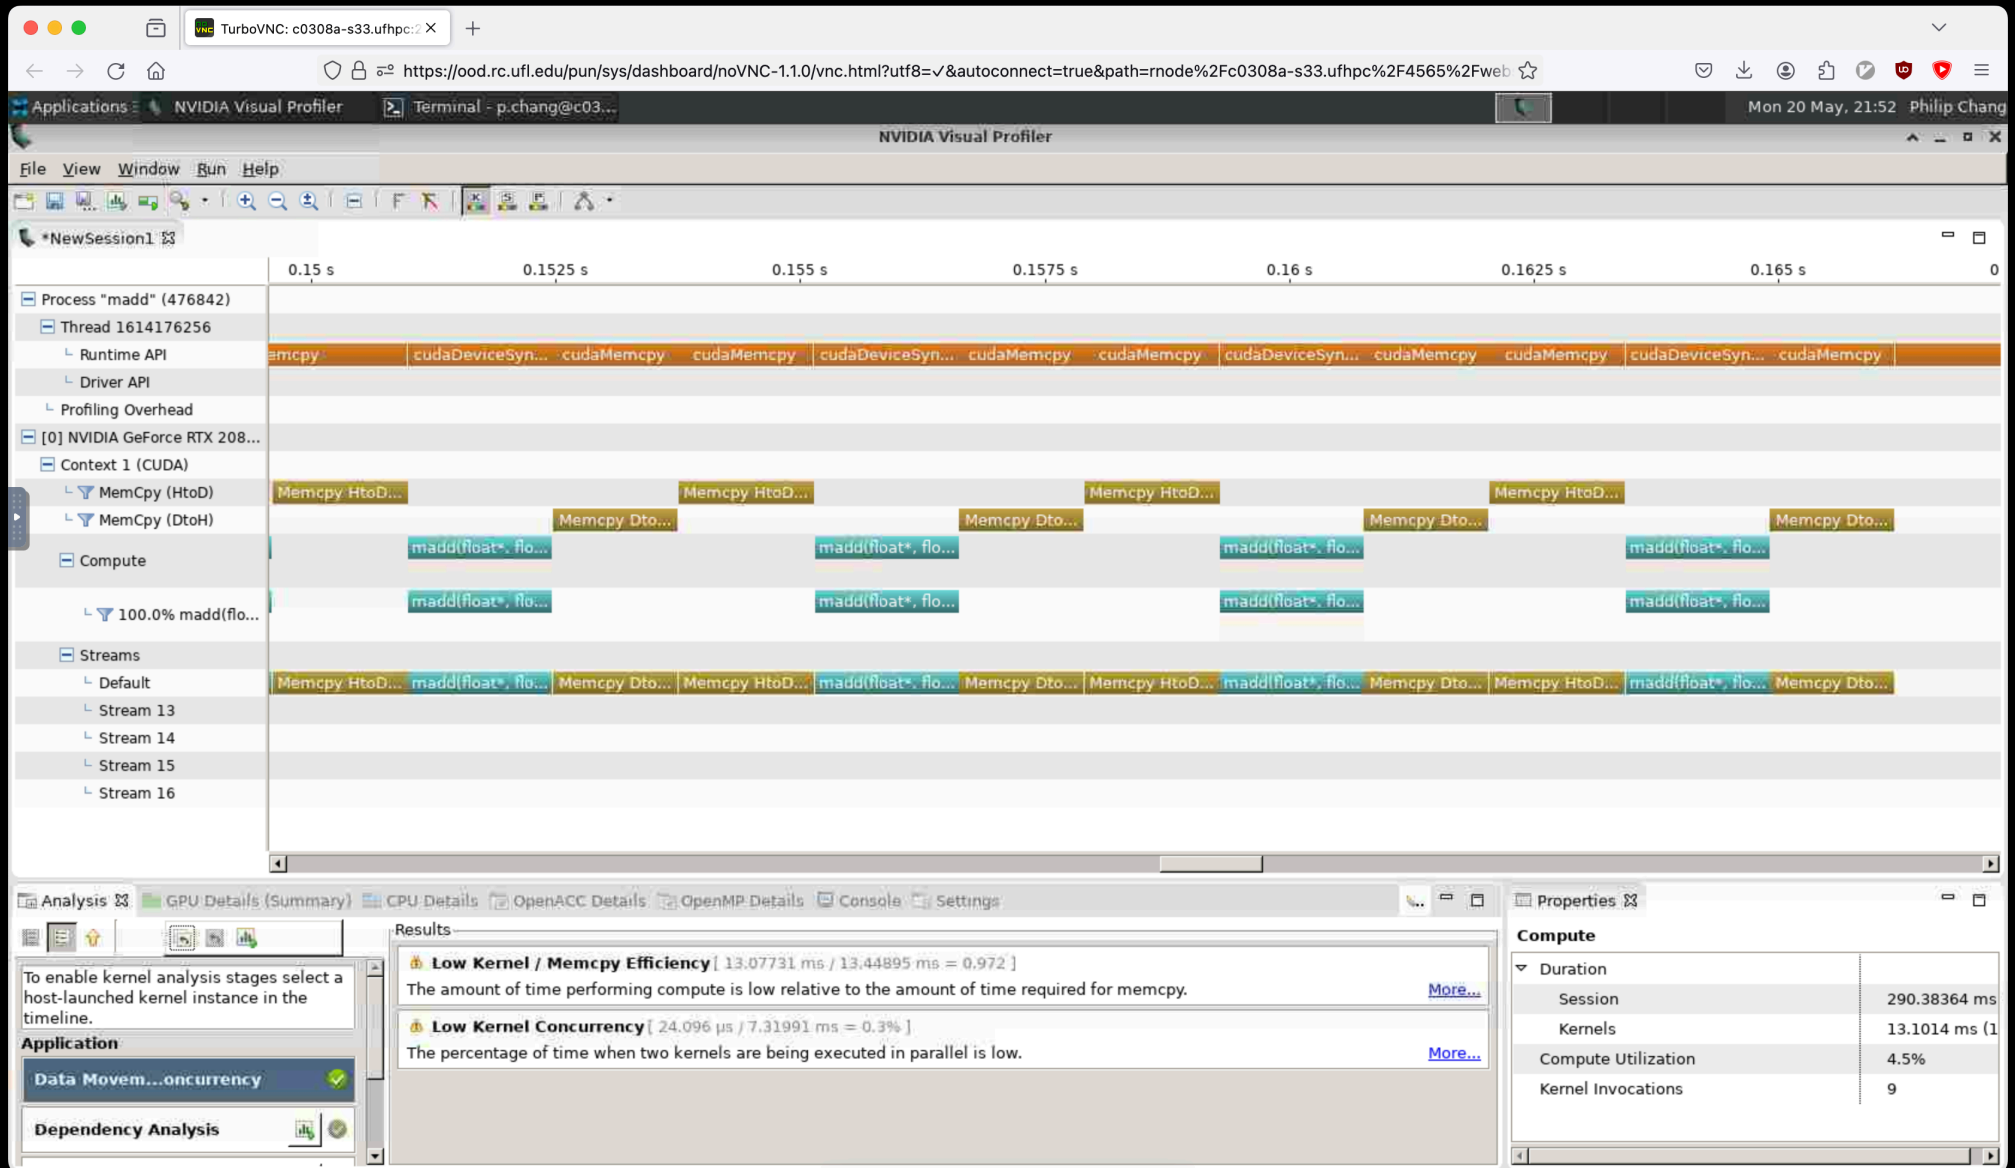 TurboVNC: c0308a-s33.ufhpc:2
https://ood.rc.ufl.edu/pun/sys/dashboard/noVNC-1.1.0/vnc.html?utf8=✓&autoconnect=true&path=rnode%2Fc0308a-s33.ufhpc%2F4565%2Fweb
Applications NVIDIA Visual Profiler Terminal - p.chang@c03... Mon 20 May, 21:52 Philip Chang
NVIDIA Visual Profiler
File View Window Run Help
*NewSession1
0.15 s 0.1525 s 0.155 s 0.1575 s 0.16 s 0.1625 s 0.165 s 0
Process "madd" (476842)
Thread 1614176256
Runtime API emcpy cudaDeviceSyn... cudaMemcpy cudaMemcpy cudaDeviceSyn... cudaMemcpy cudaMemcpy cudaDeviceSyn... cudaMemcpy cudaMemcpy cudaDeviceSyn... cudaMemcpy
Driver API
Profiling Overhead
[0] NVIDIA GeForce RTX 208...
Context 1 (CUDA)
MemCpy (HtoD) Memcpy HtoD... Memcpy HtoD... Memcpy HtoD... Memcpy HtoD...
MemCpy (DtoH) Memcpy Dto... Memcpy Dto... Memcpy Dto... Memcpy Dto...
madd(float*, flo... madd(float*, flo... madd(float*, flo... madd(float*, flo...
Compute
madd(float*, flo... madd(float*, flo... madd(float*, flo... madd(float*, flo...
100.0% madd(flo...
Streams
Default Memcpy HtoD... madd(float*, flo... Memcpy Dto... Memcpy HtoD... madd(float*, flo... Memcpy Dto... Memcpy HtoD... madd(float*, flo... Memcpy Dto... Memcpy HtoD... madd(float*, flo... Memcpy Dto...
Stream 13
Stream 14
Stream 15
Stream 16
Analysis GPU Details (Summary) CPU Details OpenACC Details OpenMP Details Console Settings
Results
Low Kernel / Memcpy Efficiency [ 13.07731 ms / 13.44895 ms = 0.972 ]
The amount of time performing compute is low relative to the amount of time required for memcpy. More...
Low Kernel Concurrency [ 24.096 µs / 7.31991 ms = 0.3% ]
The percentage of time when two kernels are being executed in parallel is low. More...
To enable kernel analysis stages select a
host-launched kernel instance in the
timeline.
Application
Data Movem...oncurrency
Dependency Analysis
Properties
Compute
Duration
Session 290.38364 ms
Kernels 13.1014 ms (1
Compute Utilization 4.5%
Kernel Invocations 9